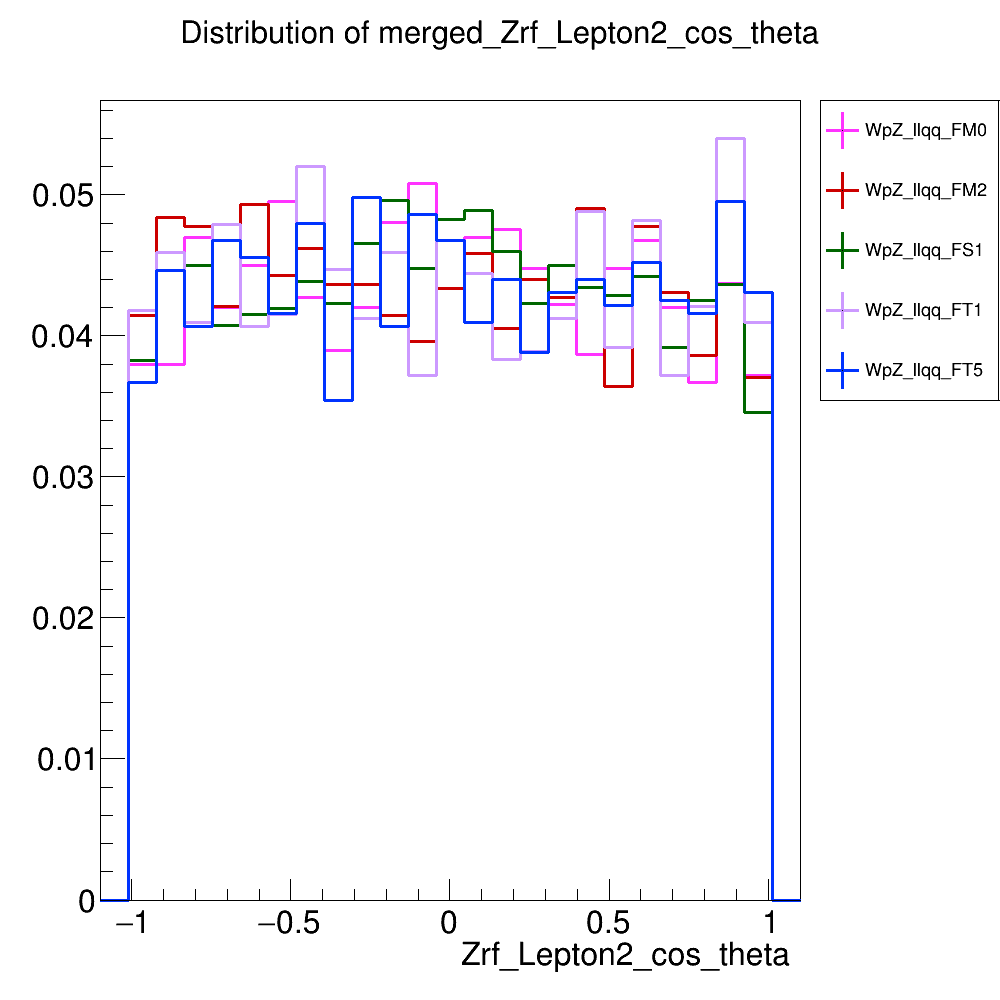 Distribution of merged_Zrf_Lepton2_cos_theta
WpZ_llqq_FM0
WpZ_llqq_FM2
WpZ_llqq_FS1
WpZ_llqq_FT1
WpZ_llqq_FT5
0.05
0.04
0.03
0.02
0.01
0
−1 −0.5 0 0.5 1
Zrf_Lepton2_cos_theta